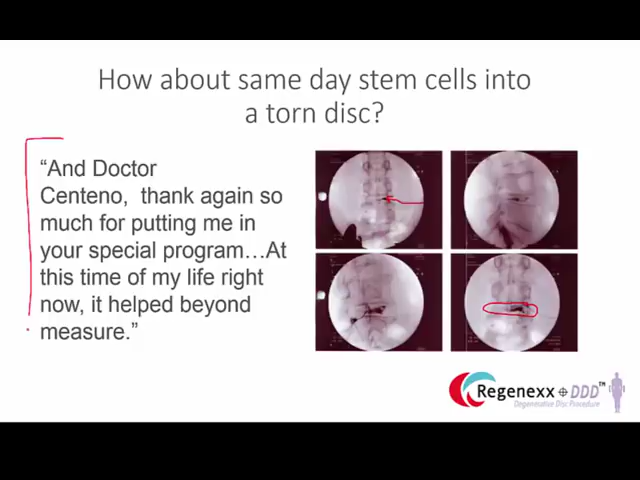 How about same day stem cells into
a torn disc?
“And Doctor
Centeno, thank again so
much for putting me in
your special program…At
this time of my life right
now, it helped beyond
measure.”
Regenexx DDD™
Degenerative Disc Procedure